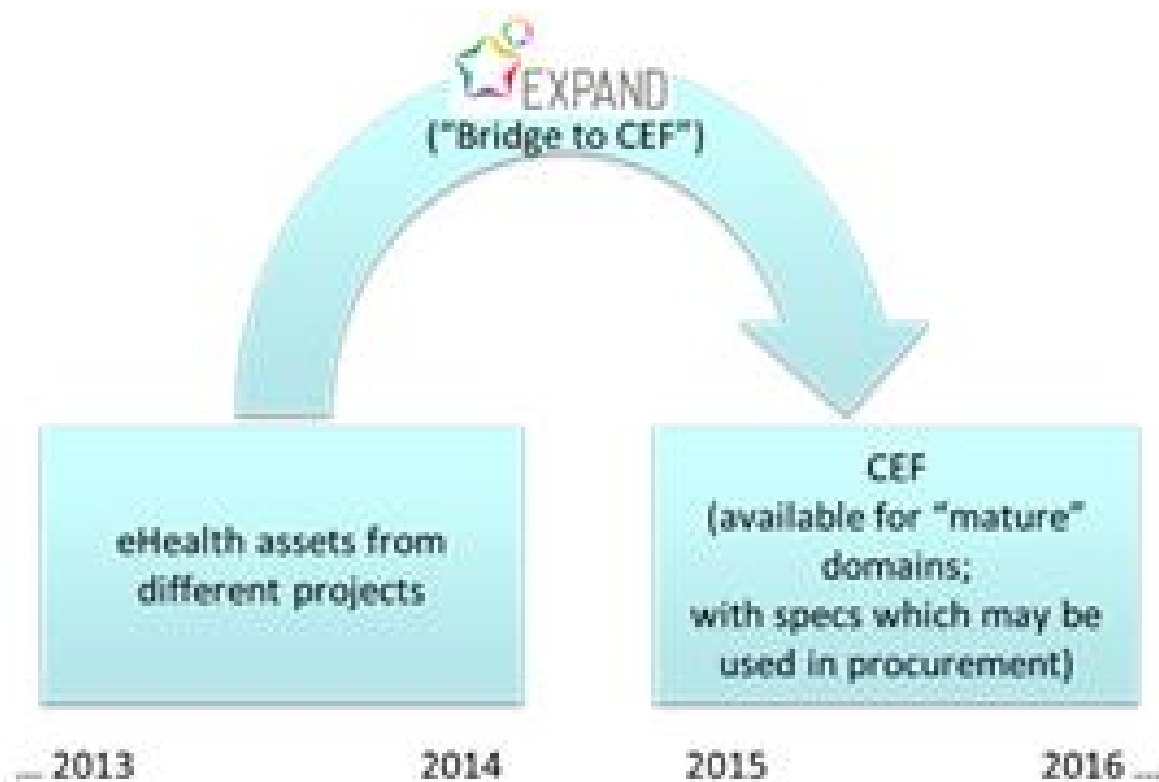 EXPAND
("Bridge to CEF")
eHealth assets from
different projects
CEF
(available for "mature"
domains;
with specs which may be
used in procurement)
... 2013 2014 2015 2016 ...